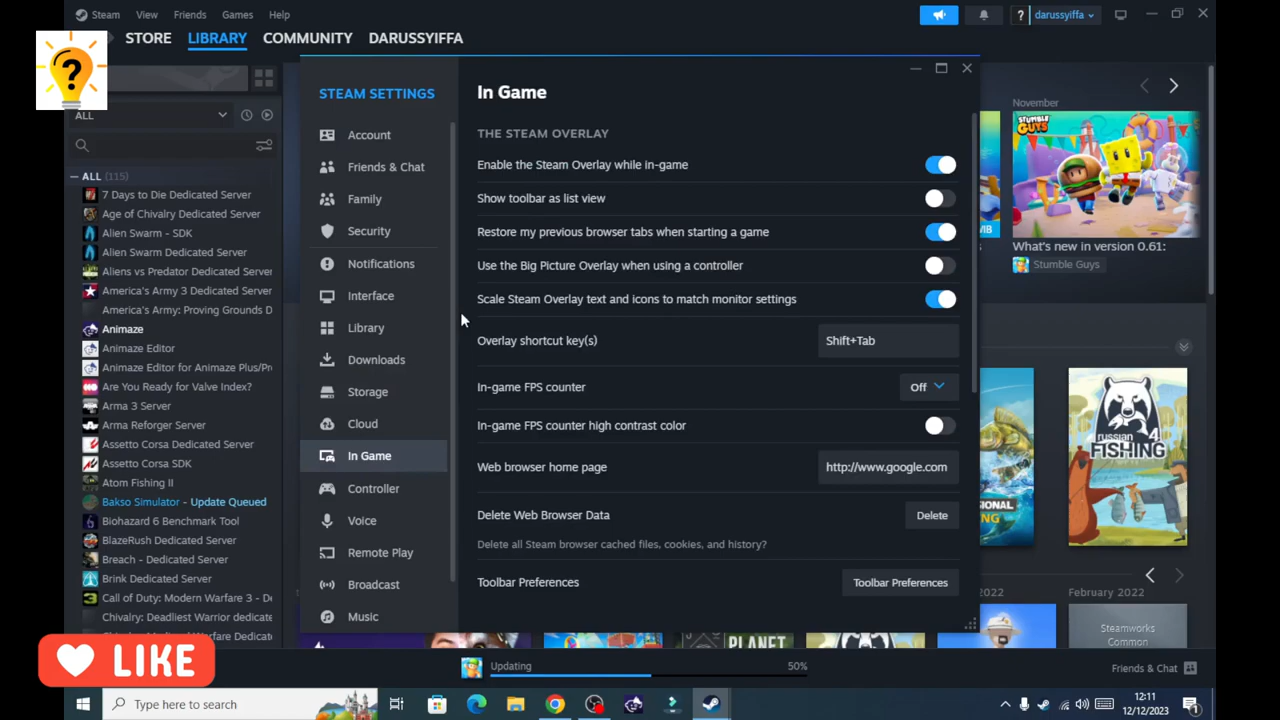 Steam View Friends Games Help
? darussyiffa
STORE LIBRARY COMMUNITY DARUSSYIFFA
?
ALL
ALL (115)
7 Days to Die Dedicated Server
Age of Chivalry Dedicated Server
Alien Swarm - SDK
Alien Swarm Dedicated Server
Aliens vs Predator Dedicated Server
America's Army 3 Dedicated Server
America's Army: Proving Grounds D
Animaze
Animaze Editor
Animaze Editor for Animaze Plus/Pr
Are You Ready for Valve Index?
Arma 3 Server
Arma Reforger Server
Assetto Corsa Dedicated Server
Assetto Corsa SDK
Atom Fishing II
Bakso Simulator - Update Queued
Biohazard 6 Benchmark Tool
BlazeRush Dedicated Server
Breach - Dedicated Server
Brink Dedicated Server
Call of Duty: Modern Warfare 3 - De
Chivalry: Deadliest Warrior dedicat
STEAM SETTINGS
Account
Friends & Chat
Family
Security
Notifications
Interface
Library
Downloads
Storage
Cloud
In Game
Controller
Voice
Remote Play
Broadcast
Music
In Game
THE STEAM OVERLAY
Enable the Steam Overlay while in-game
Show toolbar as list view
Restore my previous browser tabs when starting a game
Use the Big Picture Overlay when using a controller
Scale Steam Overlay text and icons to match monitor settings
Overlay shortcut key(s) Shift+Tab
In-game FPS counter Off
In-game FPS counter high contrast color
Web browser home page http://www.google.com
Delete Web Browser Data Delete
Delete all Steam browser cached files, cookies, and history?
Toolbar Preferences Toolbar Preferences
November
STUMBLE GUYS
What's new in version 0.61:
Stumble Guys
russian FISHING 4
2022
February 2022
Steamworks
Common
PLANET
LIKE
Updating 50%
Friends & Chat
Type here to search
12:11
12/12/2023